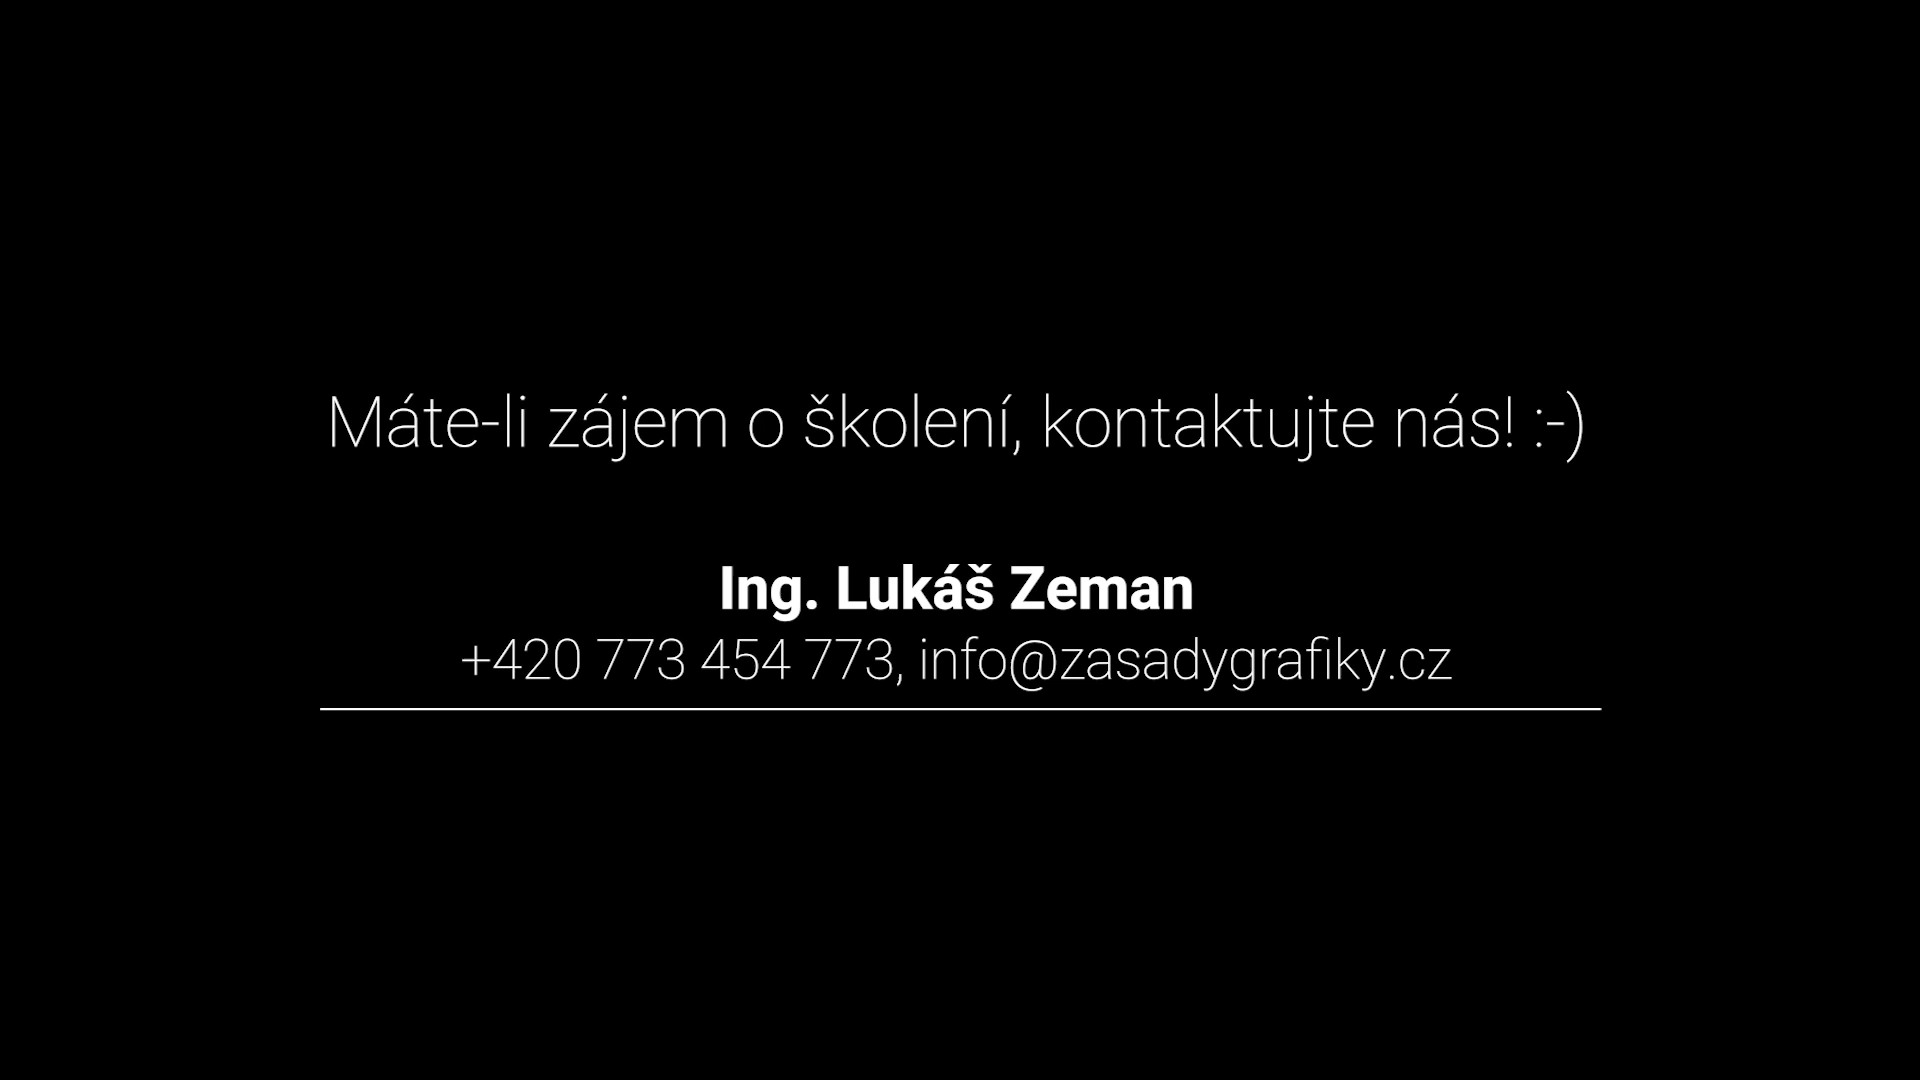 Máte-li zájem o školení, kontaktujte nás! :-)
Ing. Lukáš Zeman
+420 773 454 773, info@zasadygrafiky.cz